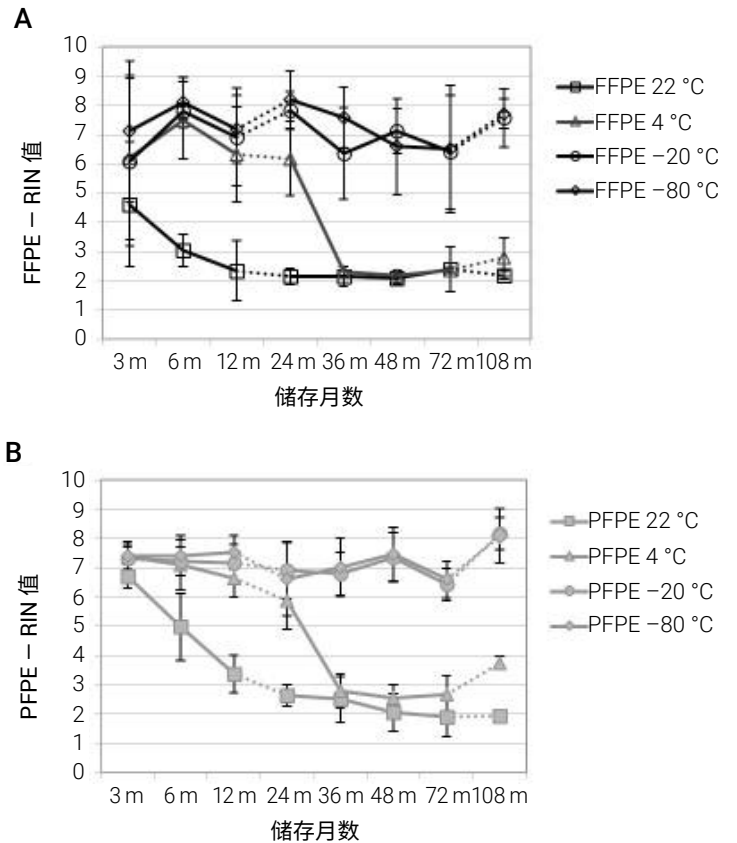 A
10
9
8
7
6
5
4
3
2
1
0
FFPE – RIN 值
3 m 6 m 12 m 24 m 36 m 48 m 72 m 108 m
储存月数
FFPE 22 °C
FFPE 4 °C
FFPE –20 °C
FFPE –80 °C
B
10
9
8
7
6
5
4
3
2
1
0
PFPE – RIN 值
3 m 6 m 12 m 24 m 36 m 48 m 72 m 108 m
储存月数
PFPE 22 °C
PFPE 4 °C
PFPE –20 °C
PFPE –80 °C